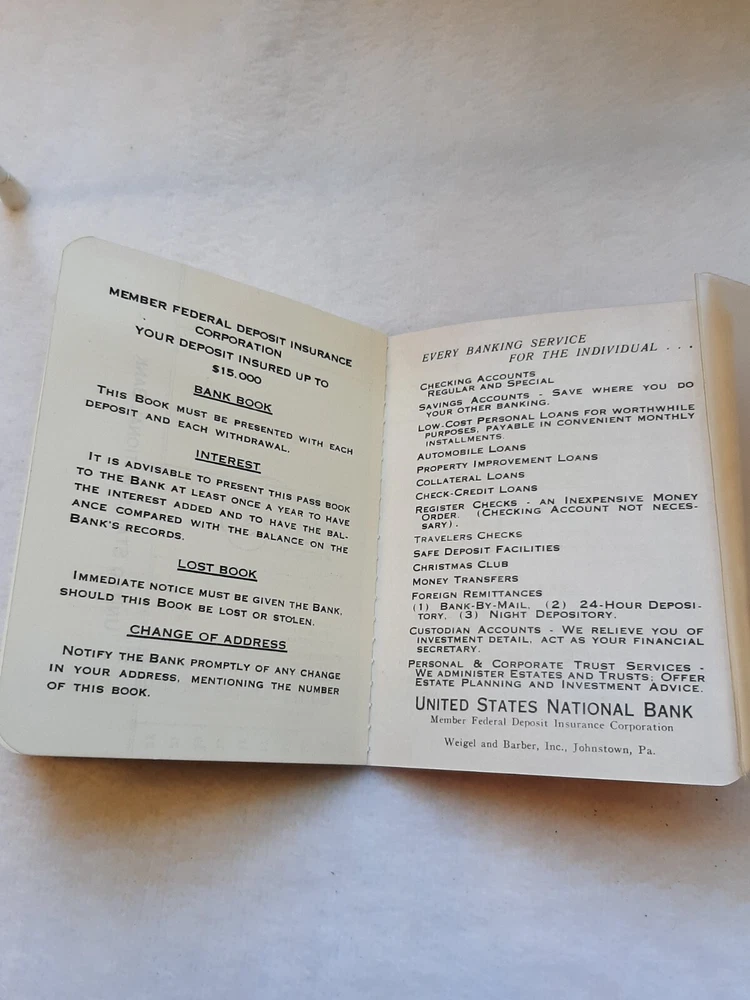 MEMBER FEDERAL DEPOSIT INSURANCE
CORPORATION
YOUR DEPOSIT INSURED UP TO
$15,000
BANK BOOK
THIS BOOK MUST BE PRESENTED WITH EACH
DEPOSIT AND EACH WITHDRAWAL.
INTEREST
IT IS ADVISABLE TO PRESENT THIS PASS BOOK
TO THE BANK AT LEAST ONCE A YEAR TO HAVE
THE INTEREST ADDED AND TO HAVE THE BAL-
ANCE COMPARED WITH THE BALANCE ON THE
BANK'S RECORDS.
LOST BOOK
IMMEDIATE NOTICE MUST BE GIVEN THE BANK,
SHOULD THIS BOOK BE LOST OR STOLEN.
CHANGE OF ADDRESS
NOTIFY THE BANK PROMPTLY OF ANY CHANGE
IN YOUR ADDRESS, MENTIONING THE NUMBER
OF THIS BOOK.
EVERY BANKING SERVICE
FOR THE INDIVIDUAL . . .
CHECKING ACCOUNTS
REGULAR AND SPECIAL
SAVINGS ACCOUNTS - SAVE WHERE YOU DO
YOUR OTHER BANKING.
LOW-COST PERSONAL LOANS FOR WORTHWHILE
PURPOSES, PAYABLE IN CONVENIENT MONTHLY
INSTALLMENTS.
AUTOMOBILE LOANS
PROPERTY IMPROVEMENT LOANS
COLLATERAL LOANS
CHECK-CREDIT LOANS
REGISTER CHECKS - AN INEXPENSIVE MONEY
ORDER. (CHECKING ACCOUNT NOT NECES-
SARY).
TRAVELERS CHECKS
SAFE DEPOSIT FACILITIES
CHRISTMAS CLUB
MONEY TRANSFERS
FOREIGN REMITTANCES
(1) BANK-BY-MAIL, (2) 24-HOUR DEPOSI-
TORY, (3) NIGHT DEPOSITORY.
CUSTODIAN ACCOUNTS - WE RELIEVE YOU OF
INVESTMENT DETAIL, ACT AS YOUR FINANCIAL
SECRETARY.
PERSONAL & CORPORATE TRUST SERVICES -
WE ADMINISTER ESTATES AND TRUSTS; OFFER
ESTATE PLANNING AND INVESTMENT ADVICE.
UNITED STATES NATIONAL BANK
Member Federal Deposit Insurance Corporation
Weigel and Barber, Inc., Johnstown, Pa.